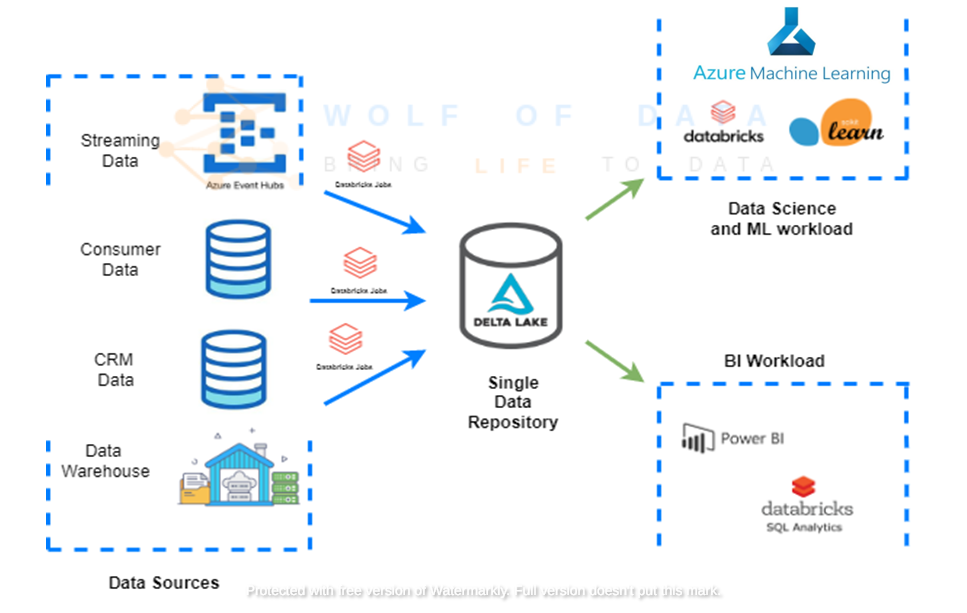 Azure Machine Learning
databricks
scikit
learn
Data Science
and ML workload
WOLF OF DATA
BRING LIFE TO DATA
Streaming
Data
Azure Event Hubs
Databricks Jobs
Consumer
Data
Databricks Jobs
CRM
Data
Databricks Jobs
Data
Warehouse
Data Sources
DELTA LAKE
Single
Data
Repository
BI Workload
Power BI
databricks
SQL Analytics
Protected with free version of Watermarkly. Full version doesn't put this mark.